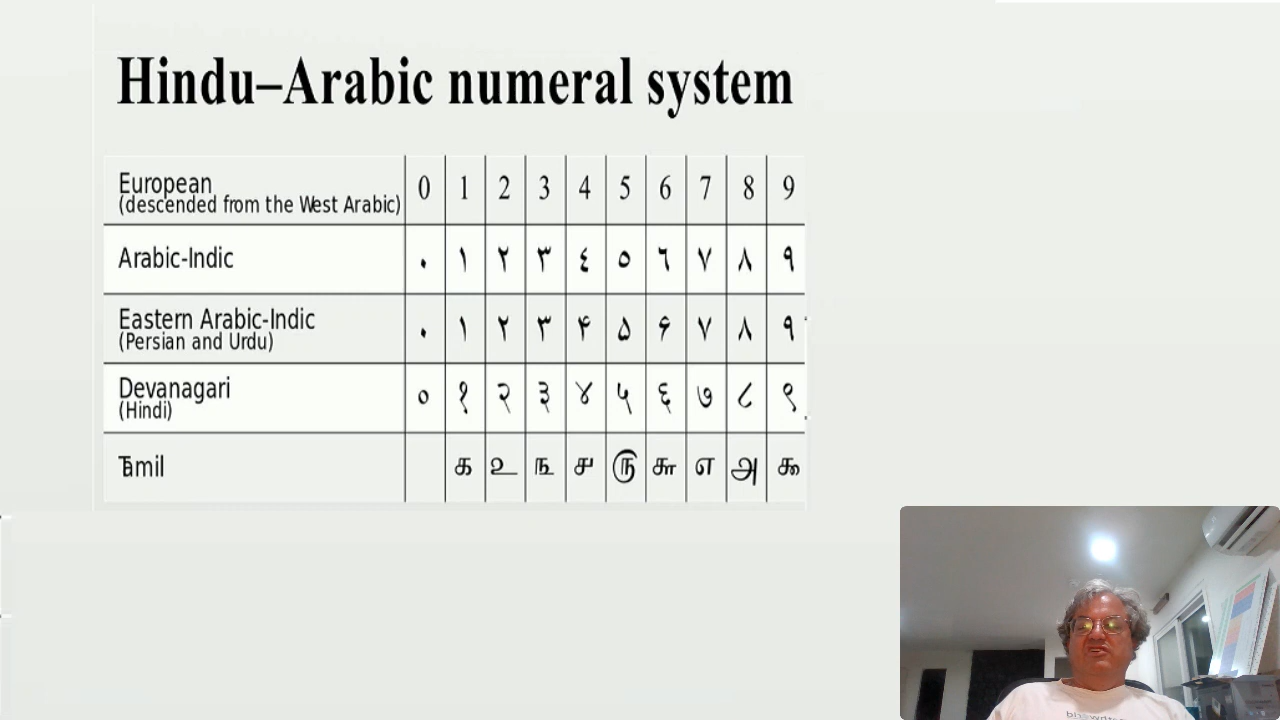 Hindu–Arabic numeral system
European 0 1 2 3 4 5 6 7 8 9
(descended from the West Arabic)
Arabic-Indic ٠ ١ ٢ ٣ ٤ ٥ ٦ ٧ ٨ ٩
Eastern Arabic-Indic ۰ ۱ ۲ ۳ ۴ ۵ ۶ ۷ ۸ ۹
(Persian and Urdu)
Devanagari ० १ २ ३ ४ ५ ६ ७ ८ ९
(Hindi)
Tamil ௧ ௨ ௩ ௪ ௫ ௬ ௭ ௮ ௯